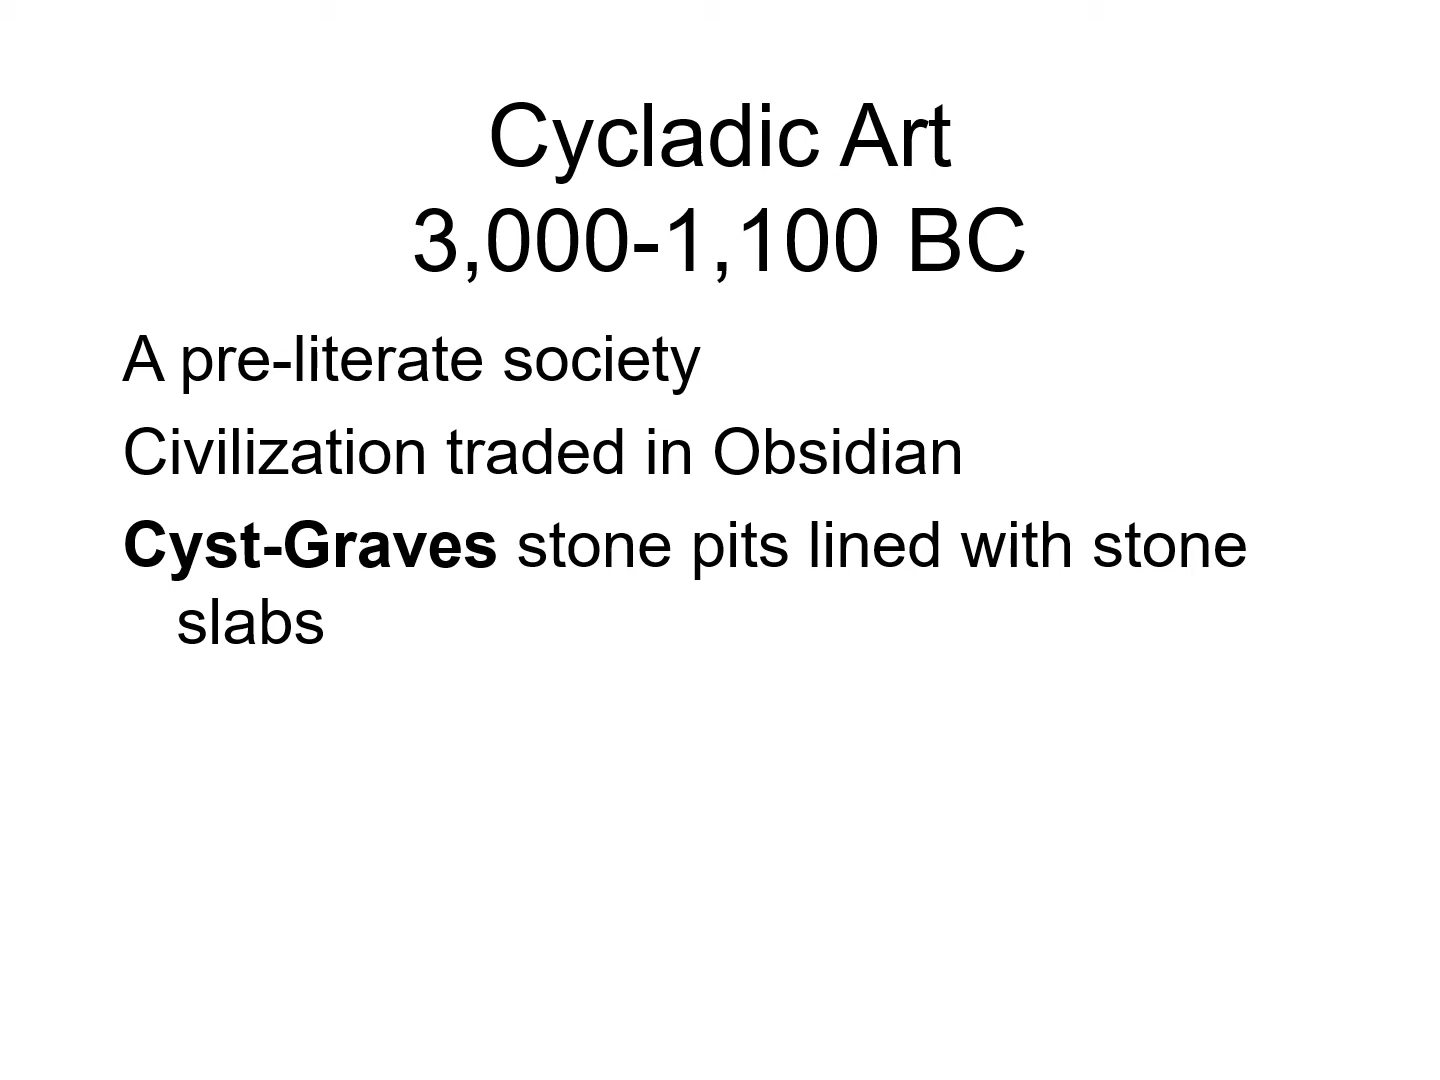 Cycladic Art
3,000-1,100 BC
A pre-literate society
Civilization traded in Obsidian
Cyst-Graves stone pits lined with stone
slabs